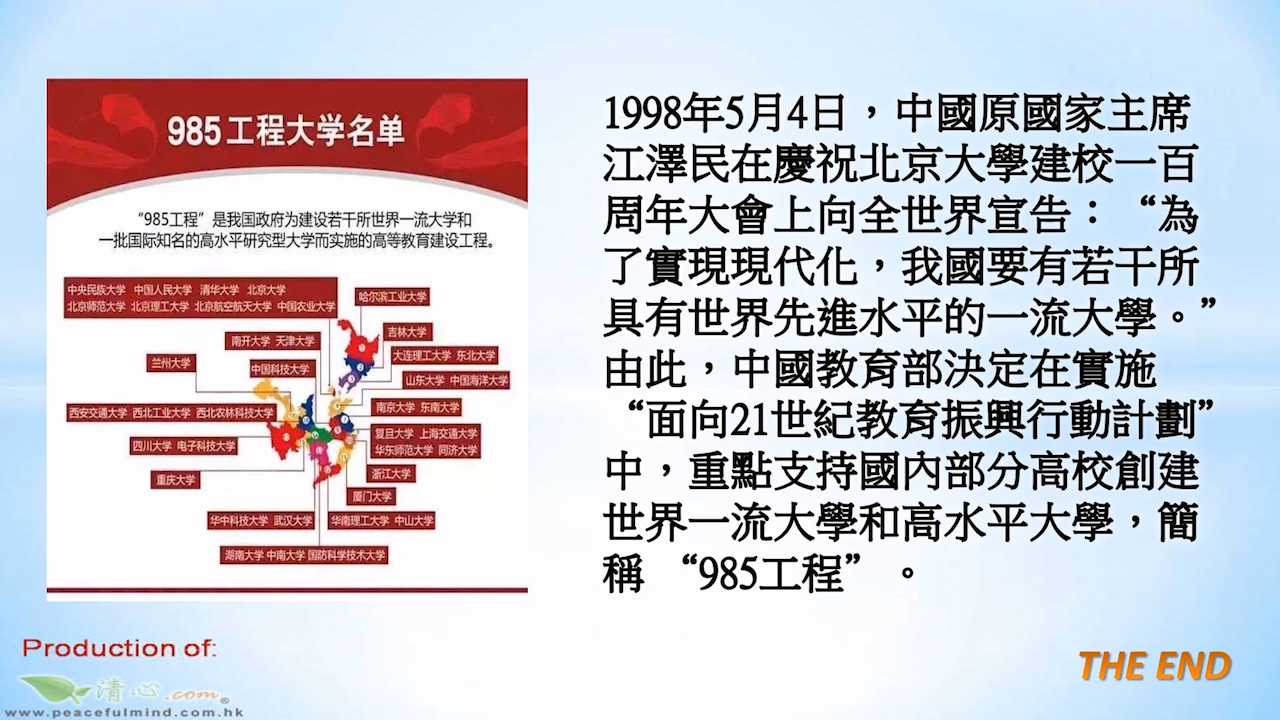 985工程大学名单
“985工程”是我国政府为建设若干所世界一流大学和
一批国际知名的高水平研究型大学而实施的高等教育建设工程。
中央民族大学 中国人民大学 清华大学 北京大学
北京师范大学 北京理工大学 北京航空航天大学 中国农业大学
哈尔滨工业大学
吉林大学
南开大学 天津大学
大连理工大学 东北大学
兰州大学
中国科技大学
山东大学 中国海洋大学
西安交通大学 西北工业大学 西北农林科技大学
南京大学 东南大学
复旦大学 上海交通大学
华东师范大学 同济大学
四川大学 电子科技大学
浙江大学
重庆大学
厦门大学
华中科技大学 武汉大学
华南理工大学 中山大学
湖南大学 中南大学 国防科学技术大学
1998年5月4日，中國原國家主席
江澤民在慶祝北京大學建校一百
周年大會上向全世界宣告：“為
了實現現代化，我國要有若干所
具有世界先進水平的一流大學。”
由此，中國教育部決定在實施
“面向21世紀教育振興行動計劃”
中，重點支持國內部分高校創建
世界一流大學和高水平大學，簡
稱 “985工程” 。
Production of:
清心.com®
www.peacefulmind.com.hk
THE END